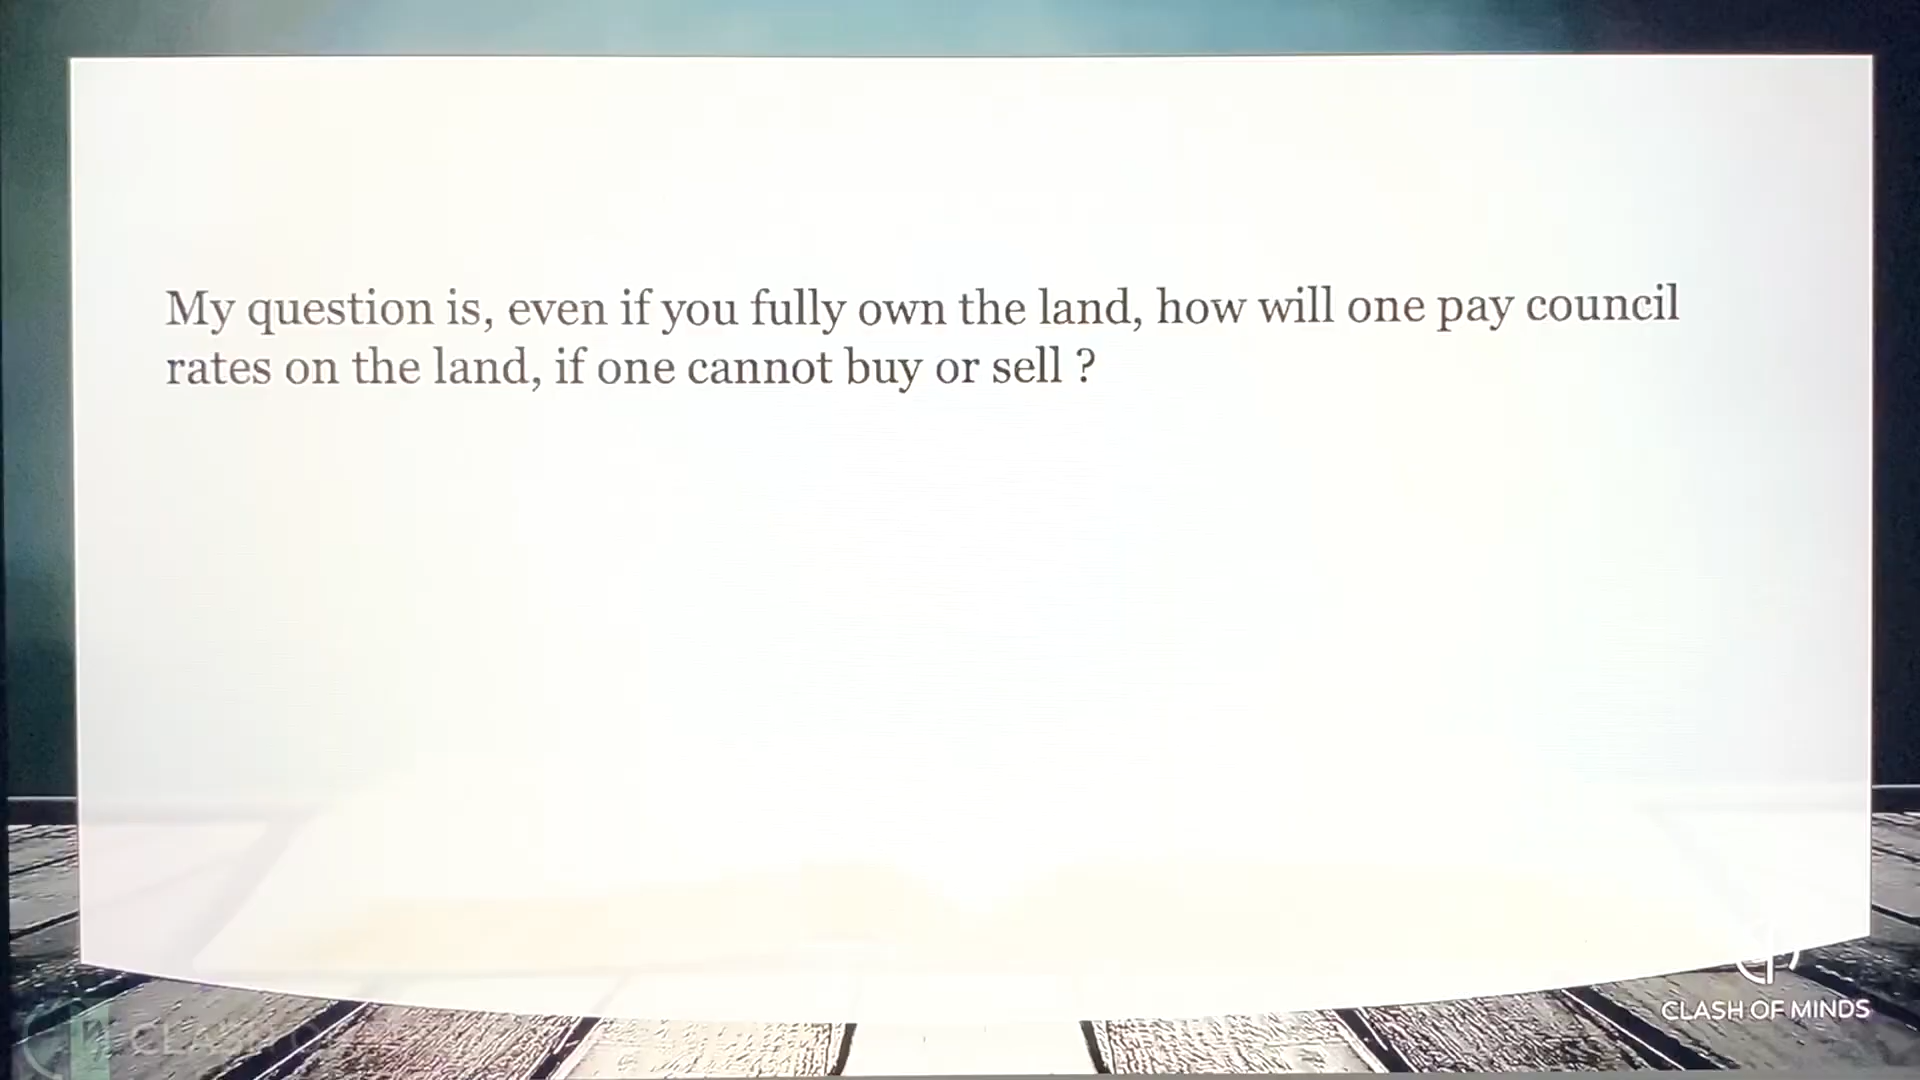 My question is, even if you fully own the land, how will one pay council
rates on the land, if one cannot buy or sell ?
CLASH OF MINDS
CLASH O